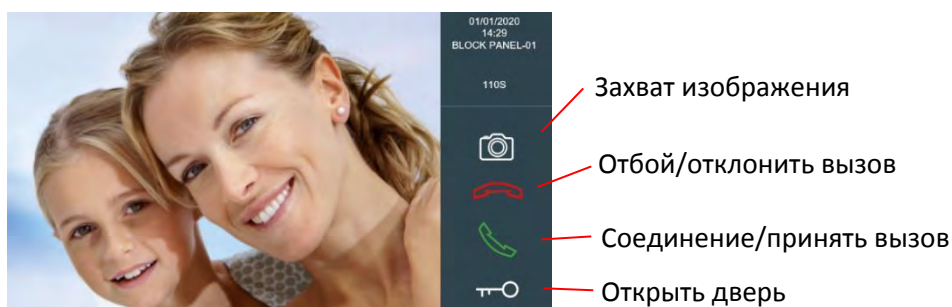 01/01/2020
14:29
BLOCK PANEL-01
110S
Захват изображения
Отбой/отклонить вызов
Соединение/принять вызов
Открыть дверь